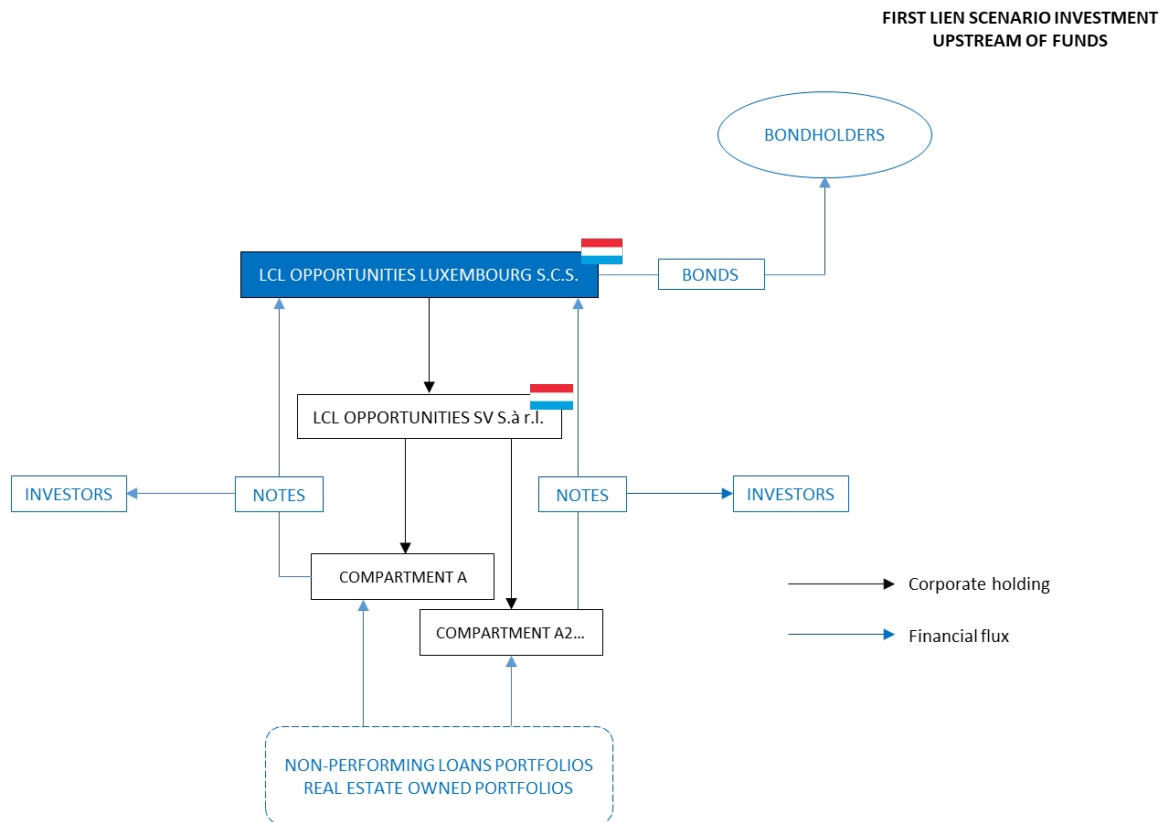 FIRST LIEN SCENARIO INVESTMENT
UPSTREAM OF FUNDS
BONDHOLDERS
LCL OPPORTUNITIES LUXEMBOURG S.C.S.
BONDS
LCL OPPORTUNITIES SV S.à r.l.
INVESTORS
NOTES
NOTES
INVESTORS
COMPARTMENT A
Corporate holding
COMPARTMENT A2...
Financial flux
NON-PERFORMING LOANS PORTFOLIOS
REAL ESTATE OWNED PORTFOLIOS